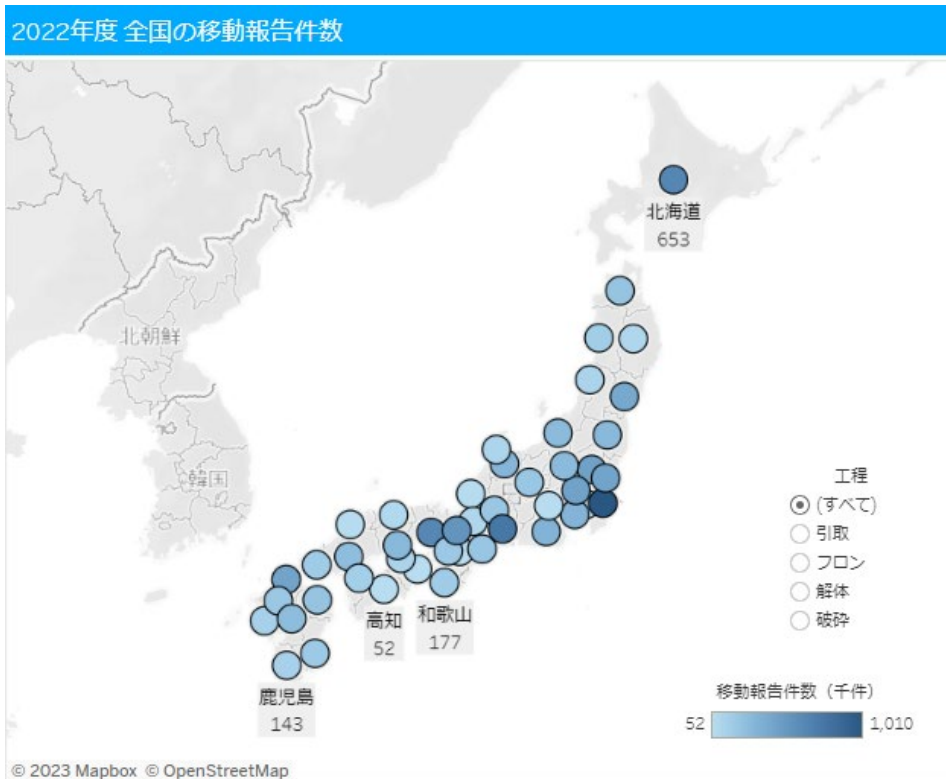 2022年度 全国の移動報告件数
北海道
653
北朝鮮
韓国
高知
52
和歌山
177
鹿児島
143
工程
(すべて)
引取
フロン
解体
破砕
移動報告件数（千件）
52
1,010
© 2023 Mapbox © OpenStreetMap